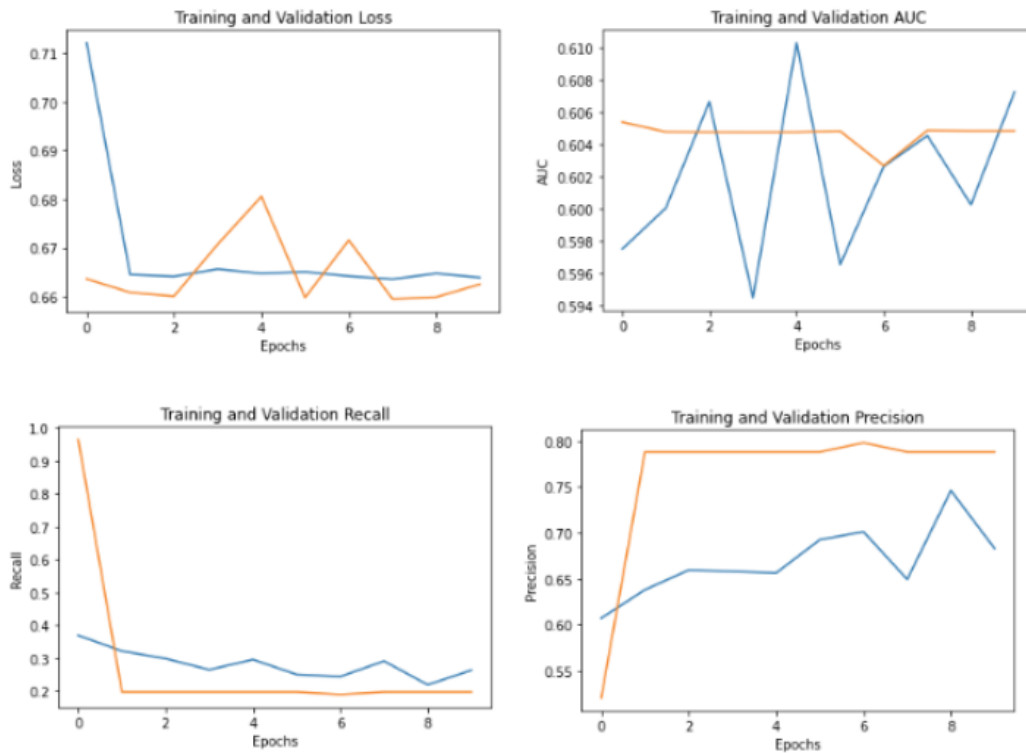 Training and Validation Loss
0.71
0.70
0.69
0.68
0.67
0.66
Loss
0 2 4 6 8
Epochs
Training and Validation AUC
0.610
0.608
0.606
0.604
0.602
0.600
0.598
0.596
0.594
AUC
0 2 4 6 8
Epochs
Training and Validation Recall
1.0
0.9
0.8
0.7
0.6
0.5
0.4
0.3
0.2
Recall
0 2 4 6 8
Epochs
Training and Validation Precision
0.80
0.75
0.70
0.65
0.60
0.55
Precision
0 2 4 6 8
Epochs